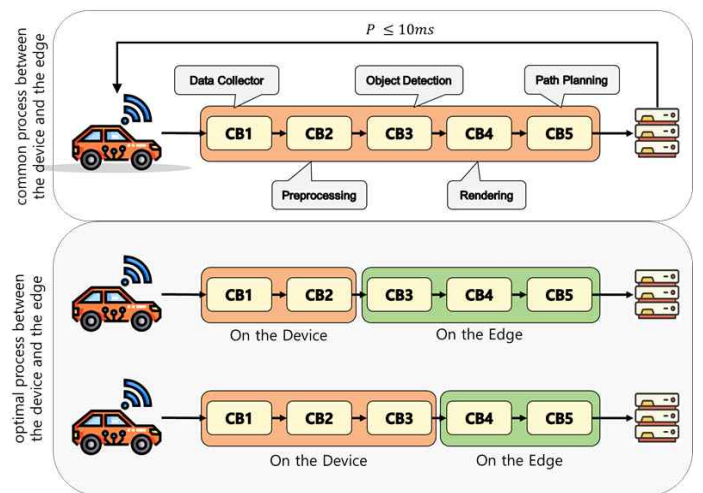 common process between
the device and the edge
P ≤ 10ms
Data Collector
Object Detection
Path Planning
CB1
CB2
CB3
CB4
CB5
Preprocessing
Rendering
optimal process between
the device and the edge
CB1
CB2
CB3
CB4
CB5
On the Device
On the Edge
CB1
CB2
CB3
CB4
CB5
On the Device
On the Edge